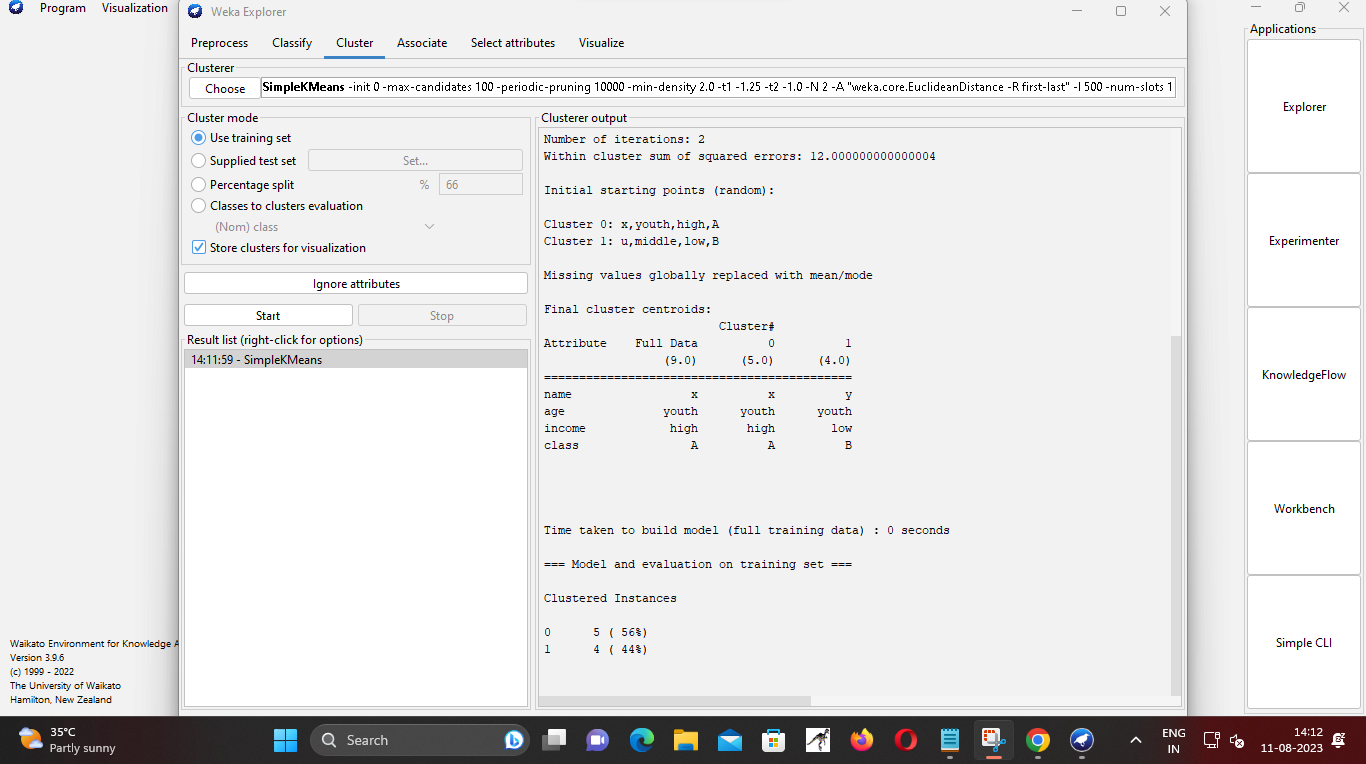 Program Visualization
Weka Explorer
Applications
Preprocess Classify Cluster Associate Select attributes Visualize
Clusterer
Choose SimpleKMeans -init 0 -max-candidates 100 -periodic-pruning 10000 -min-density 2.0 -t1 -1.25 -t2 -1.0 -N 2 -A "weka.core.EuclideanDistance -R first-last" -I 500 -num-slots 1
Cluster mode
Use training set
Supplied test set Set...
Percentage split % 66
Classes to clusters evaluation
(Nom) class
Store clusters for visualization
Ignore attributes
Start Stop
Result list (right-click for options)
14:11:59 - SimpleKMeans
Clusterer output
Number of iterations: 2
Within cluster sum of squared errors: 12.000000000000004
Initial starting points (random):
Cluster 0: x,youth,high,A
Cluster 1: u,middle,low,B
Missing values globally replaced with mean/mode
Final cluster centroids:
Cluster#
Attribute Full Data 0 1
(9.0) (5.0) (4.0)
============================================
name x x y
age youth youth youth
income high high low
class A A B
Time taken to build model (full training data) : 0 seconds
=== Model and evaluation on training set ===
Clustered Instances
0 5 ( 56%)
1 4 ( 44%)
Explorer
Experimenter
KnowledgeFlow
Workbench
Simple CLI
Waikato Environment for Knowledge A
Version 3.9.6
(c) 1999 - 2022
The University of Waikato
Hamilton, New Zealand
35°C
Partly sunny
Search
ENG
IN
14:12
11-08-2023